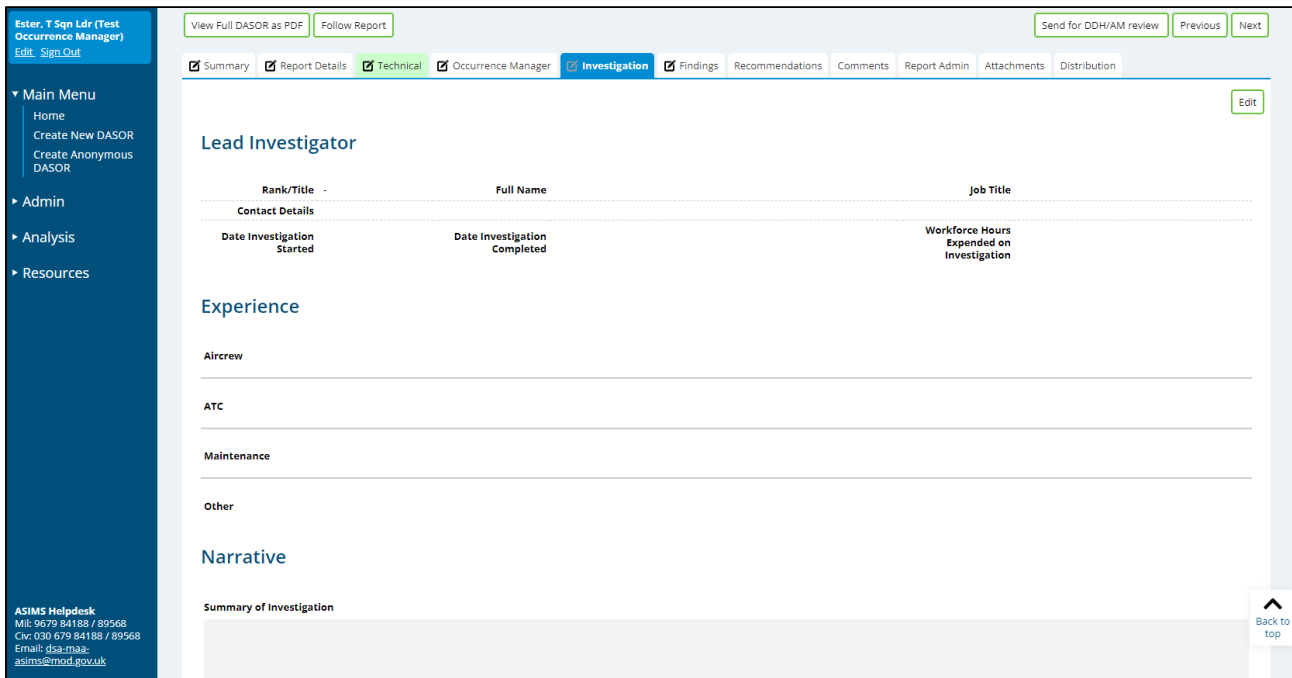 Ester, T Sqn Ldr (Test
Occurrence Manager)
Edit Sign Out
Main Menu
Home
Create New DASOR
Create Anonymous
DASOR
Admin
Analysis
Resources
ASIMS Helpdesk
Mil: 9679 84188 / 89568
Civ: 030 679 84188 / 89568
Email: dsa-maa-
asims@mod.gov.uk
View Full DASOR as PDF Follow Report Send for DDH/AM review Previous Next
Summary Report Details Technical Occurrence Manager Investigation Findings Recommendations Comments Report Admin Attachments Distribution
Edit
Lead Investigator
Rank/Title - Full Name Job Title
Contact Details
Date Investigation
Started
Date Investigation
Completed
Workforce Hours
Expended on
Investigation
Experience
Aircrew
ATC
Maintenance
Other
Narrative
Summary of Investigation
Back to
top